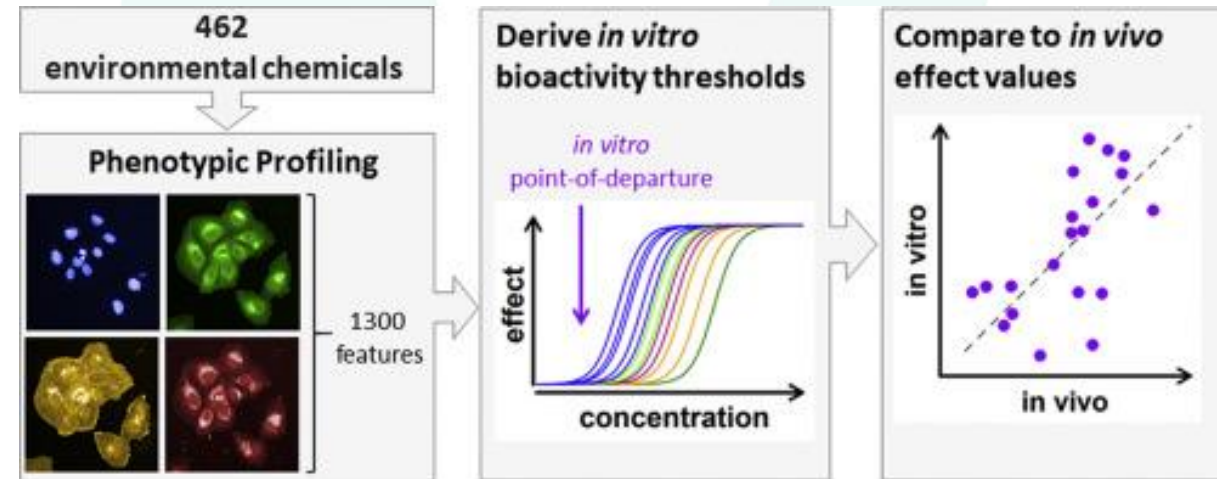 462
environmental chemicals
Phenotypic Profiling
1300
features
Derive in vitro
bioactivity thresholds
in vitro
point-of-departure
effect
concentration
Compare to in vivo
effect values
in vitro
in vivo